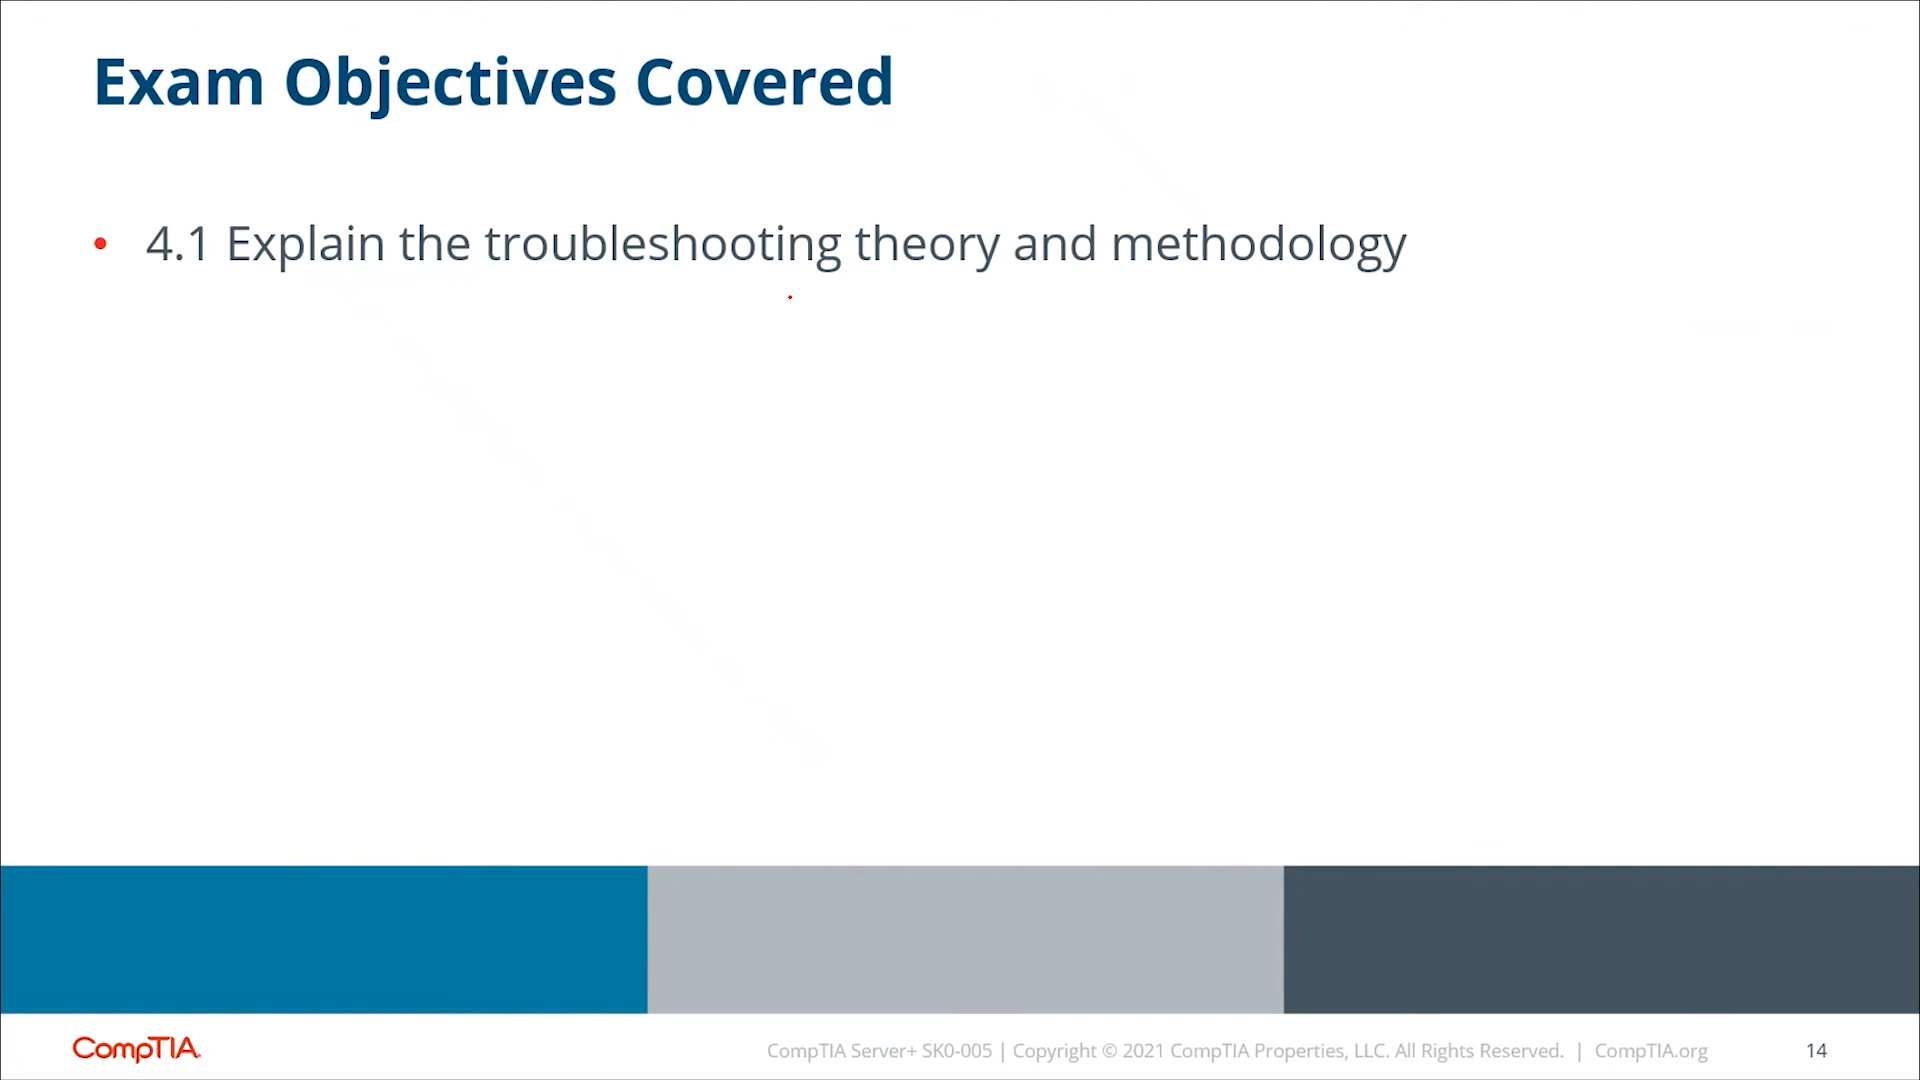 Exam Objectives Covered
• 4.1 Explain the troubleshooting theory and methodology
CompTIA.
CompTIA Server+ SK0-005 | Copyright © 2021 CompTIA Properties, LLC. All Rights Reserved. | CompTIA.org
14